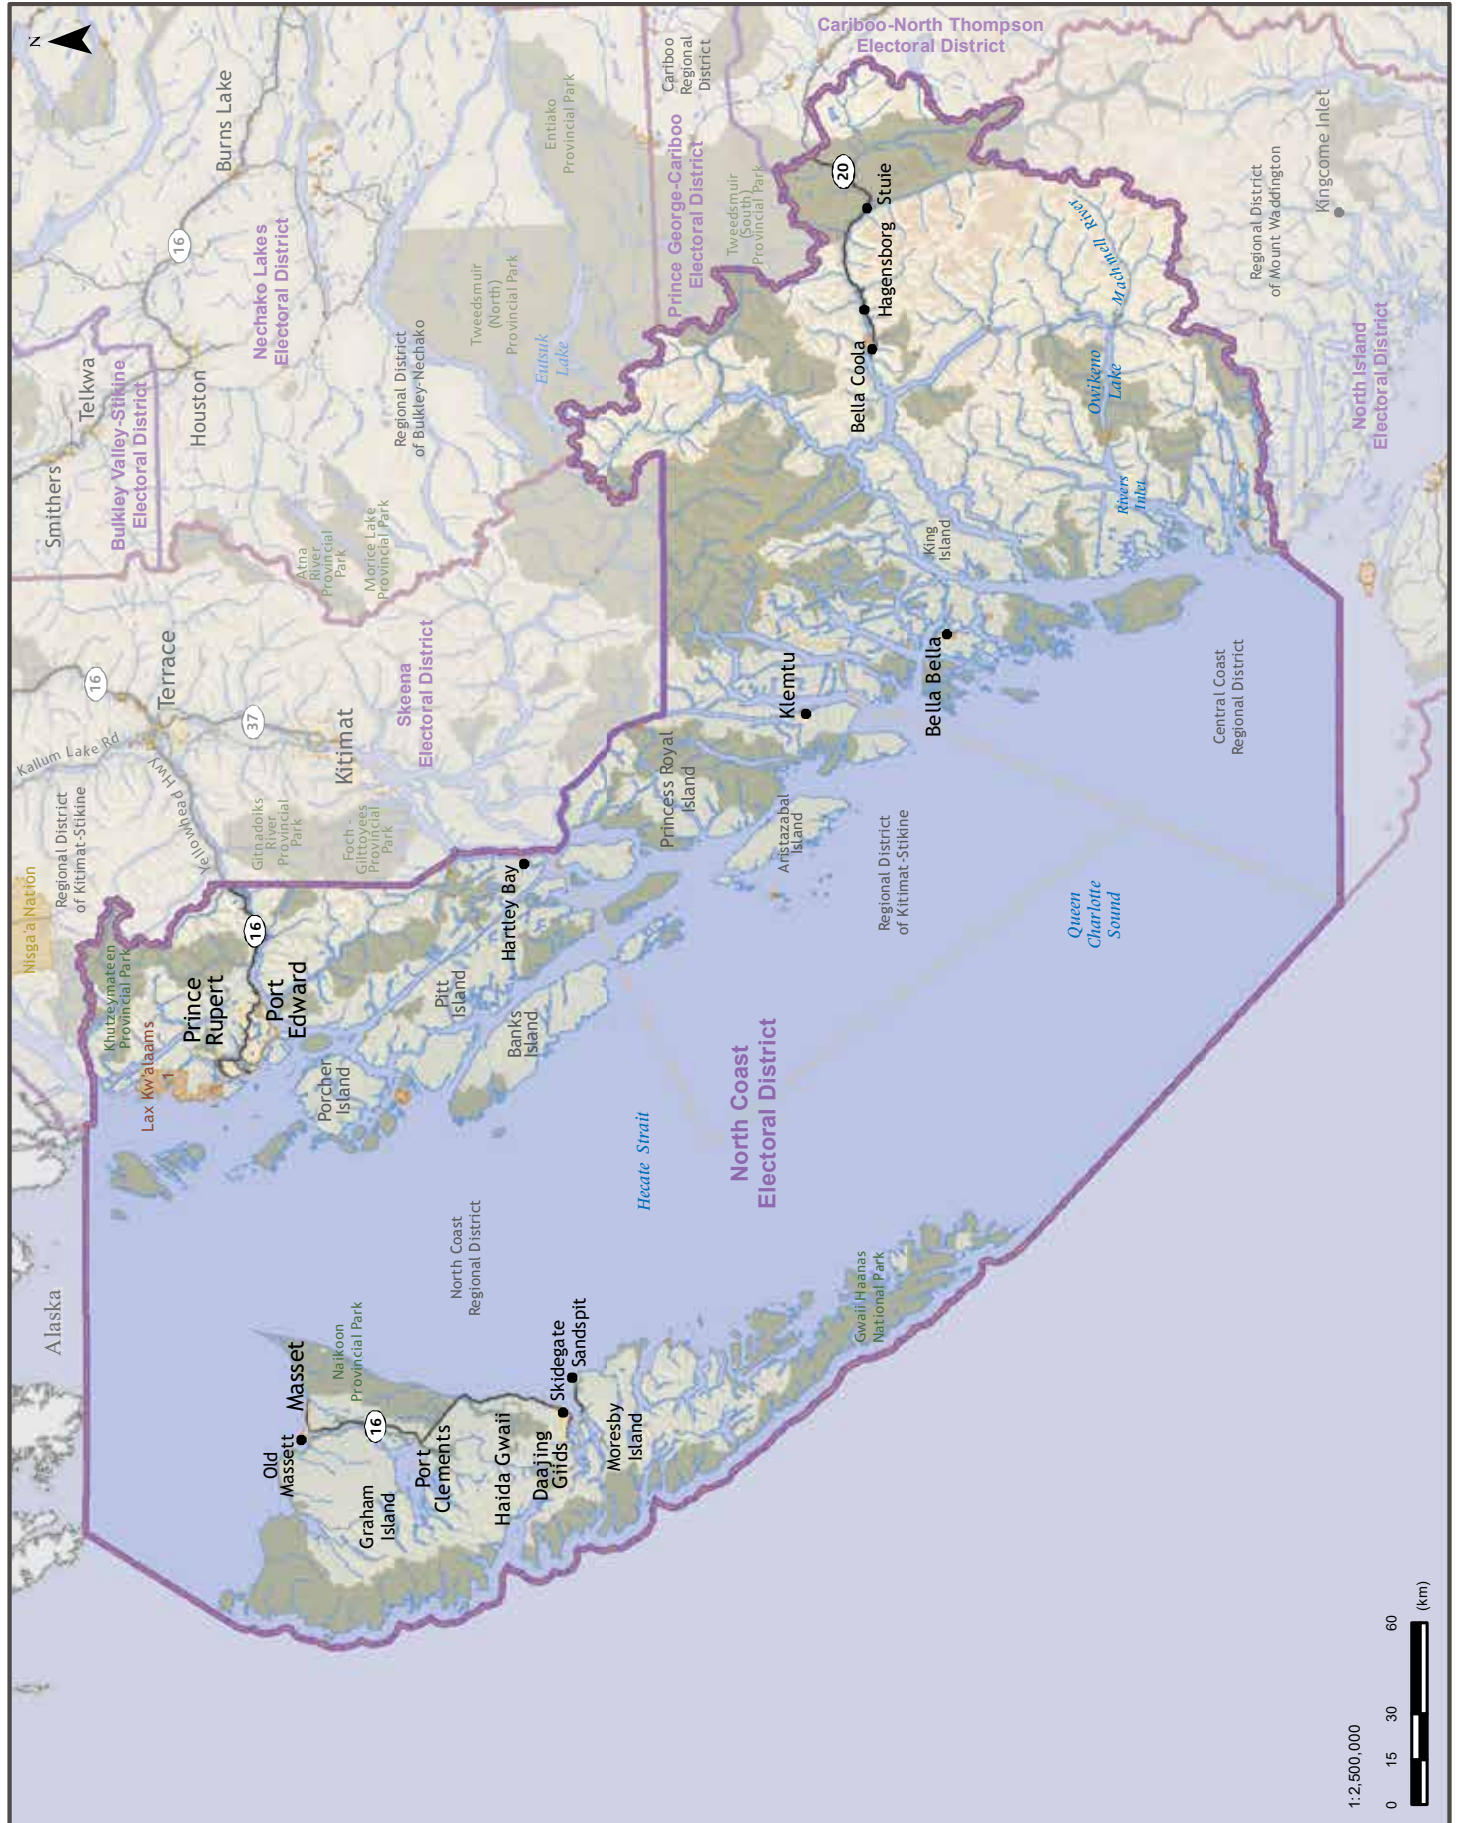 N
Alaska
Nisga'a Nation
Regional District
of Kitimat-Stikine
Kallum Lake Rd
16
Terrace
Yellowhead Hwy
37
Kitimat
Skeena
Electoral District
Smithers
Telkwa
Bulkley Valley-Stikine
Electoral District
Houston
Burns Lake
16
Nechako Lakes
Electoral District
Regional District
of Bulkley-Nechako
Atna
River
Provincial
Park
Morice Lake
Provincial Park
Gitnadoiks
River
Provincial
Park
Foch -
Gilttoyees
Provincial
Park
Tweedsmuir
(North)
Provincial Park
Eutsuk
Lake
Entiako
Provincial Park
Cariboo
Regional
District
Prince George-Cariboo
Electoral District
Tweedsmuir
(South)
Provincial Park
Cariboo-North Thompson
Electoral District
Khutzeymateen
Provincial Park
Lax Kw'alaams
1
Prince
Rupert
16
Port
Edward
Porcher
Island
Pitt
Island
Banks
Island
Hartley Bay
Princess Royal
Island
Aristazabal
Island
Klemtu
Bella Bella
King
Island
Bella Coola
Hagensborg
Stuie
20
Machmell River
Owikeno
Lake
Rivers
Inlet
Regional District
of Mount Waddington
Kingcome Inlet
North Island
Electoral District
Central Coast
Regional District
Regional District
of Kitimat-Stikine
Queen
Charlotte
Sound
North Coast
Electoral District
Hecate Strait
North Coast
Regional District
Old
Massett
Masset
Naikoon
Provincial Park
16
Graham
Island
Port
Clements
Haida Gwaii
Daajing
Giids
Skidegate
Sandspit
Moresby
Island
Gwaii Haanas
National Park
1:2,500,000
0 15 30 60
(km)